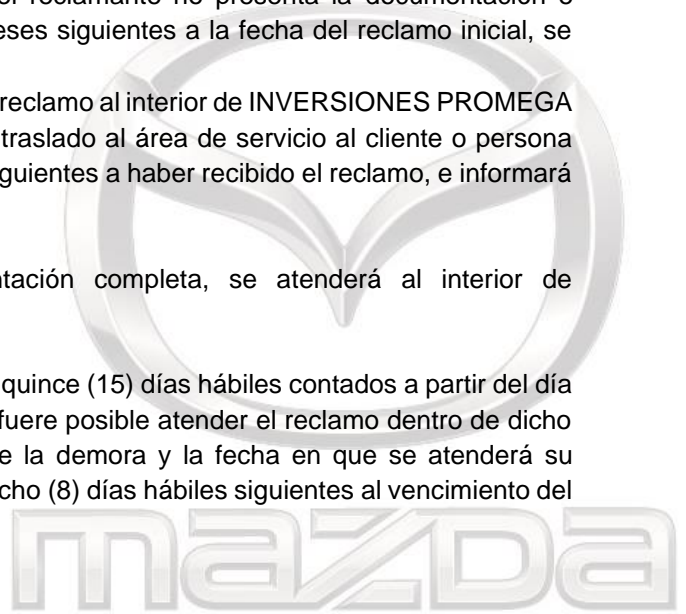 el reclamante no presenta la documentación o
eses siguientes a la fecha del reclamo inicial, se
reclamo al interior de INVERSIONES PROMEGA
traslado al área de servicio al cliente o persona
guientes a haber recibido el reclamo, e informará
ntación completa, se atenderá al interior de
quince (15) días hábiles contados a partir del día
fuere posible atender el reclamo dentro de dicho
e la demora y la fecha en que se atenderá su
cho (8) días hábiles siguientes al vencimiento del
mazda